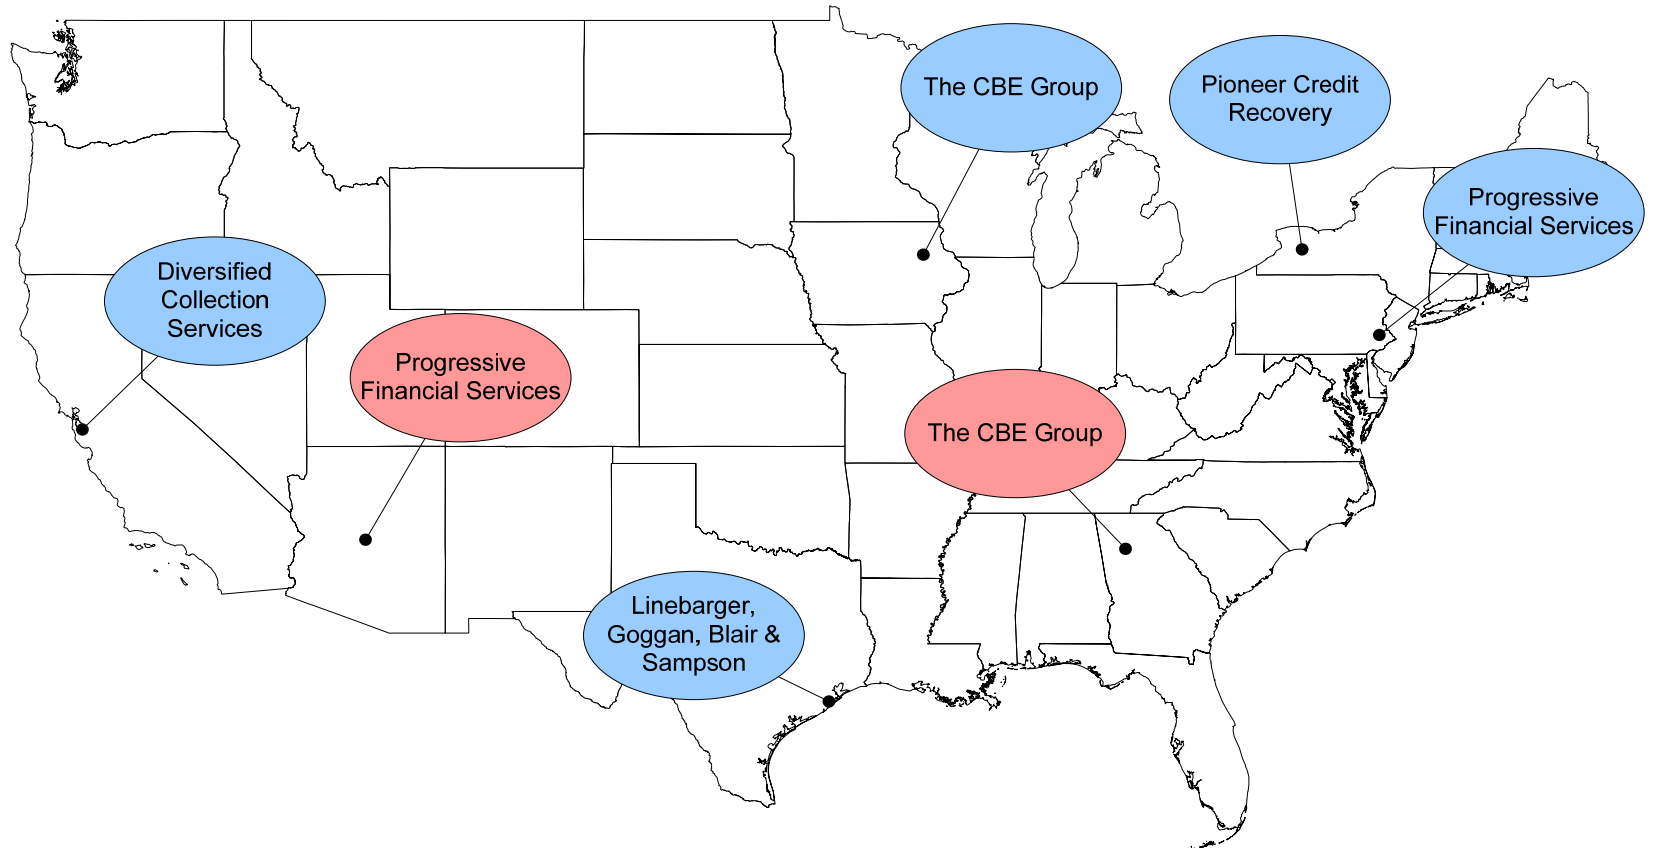 The CBE Group
Pioneer Credit
Recovery
Progressive
Financial Services
Diversified
Collection
Services
Progressive
Financial Services
The CBE Group
Linebarger,
Goggan, Blair &
Sampson